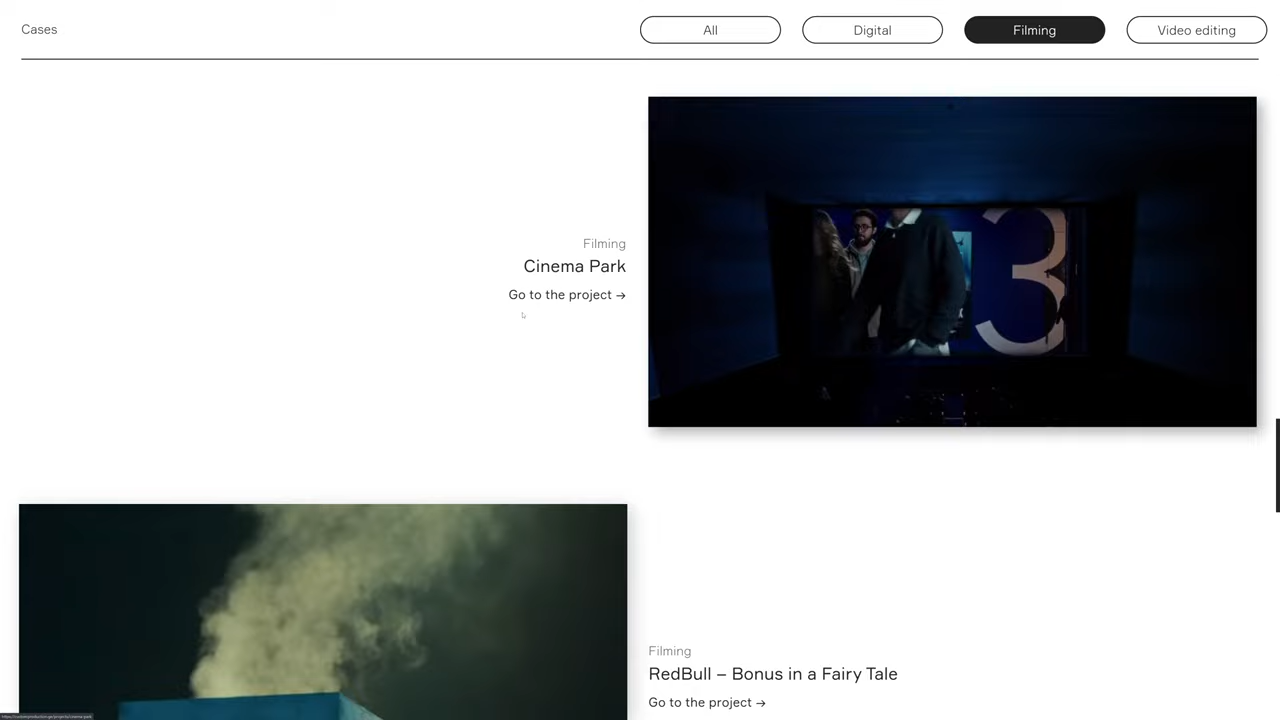 Cases
All
Digital
Filming
Video editing
Filming
Cinema Park
Go to the project →
3
Filming
RedBull – Bonus in a Fairy Tale
Go to the project →